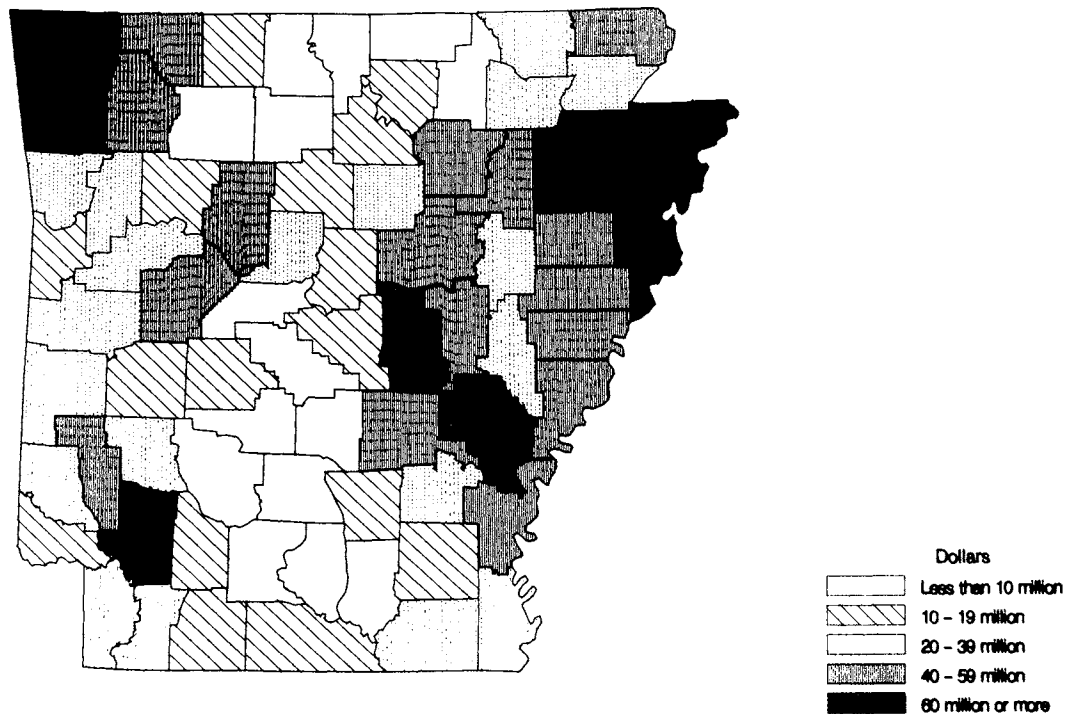 Dollars
Less than 10 million
10 - 19 million
20 - 39 million
40 - 59 million
60 million or more